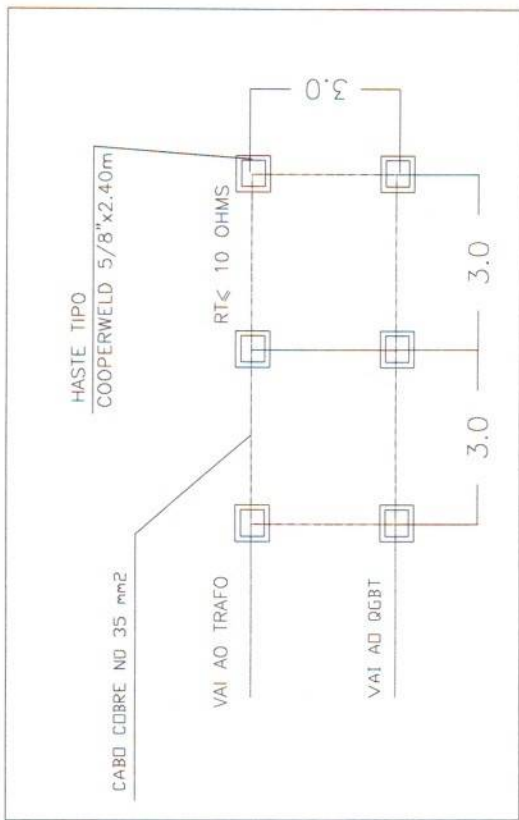 HASTE TIPO
COOPERWELD 5/8"x2.40m
CABO COBRE NU 35 mm2
RT≤ 10 OHMS
3.0
VAI AO TRAFO
VAI AO QGBT
3.0
3.0